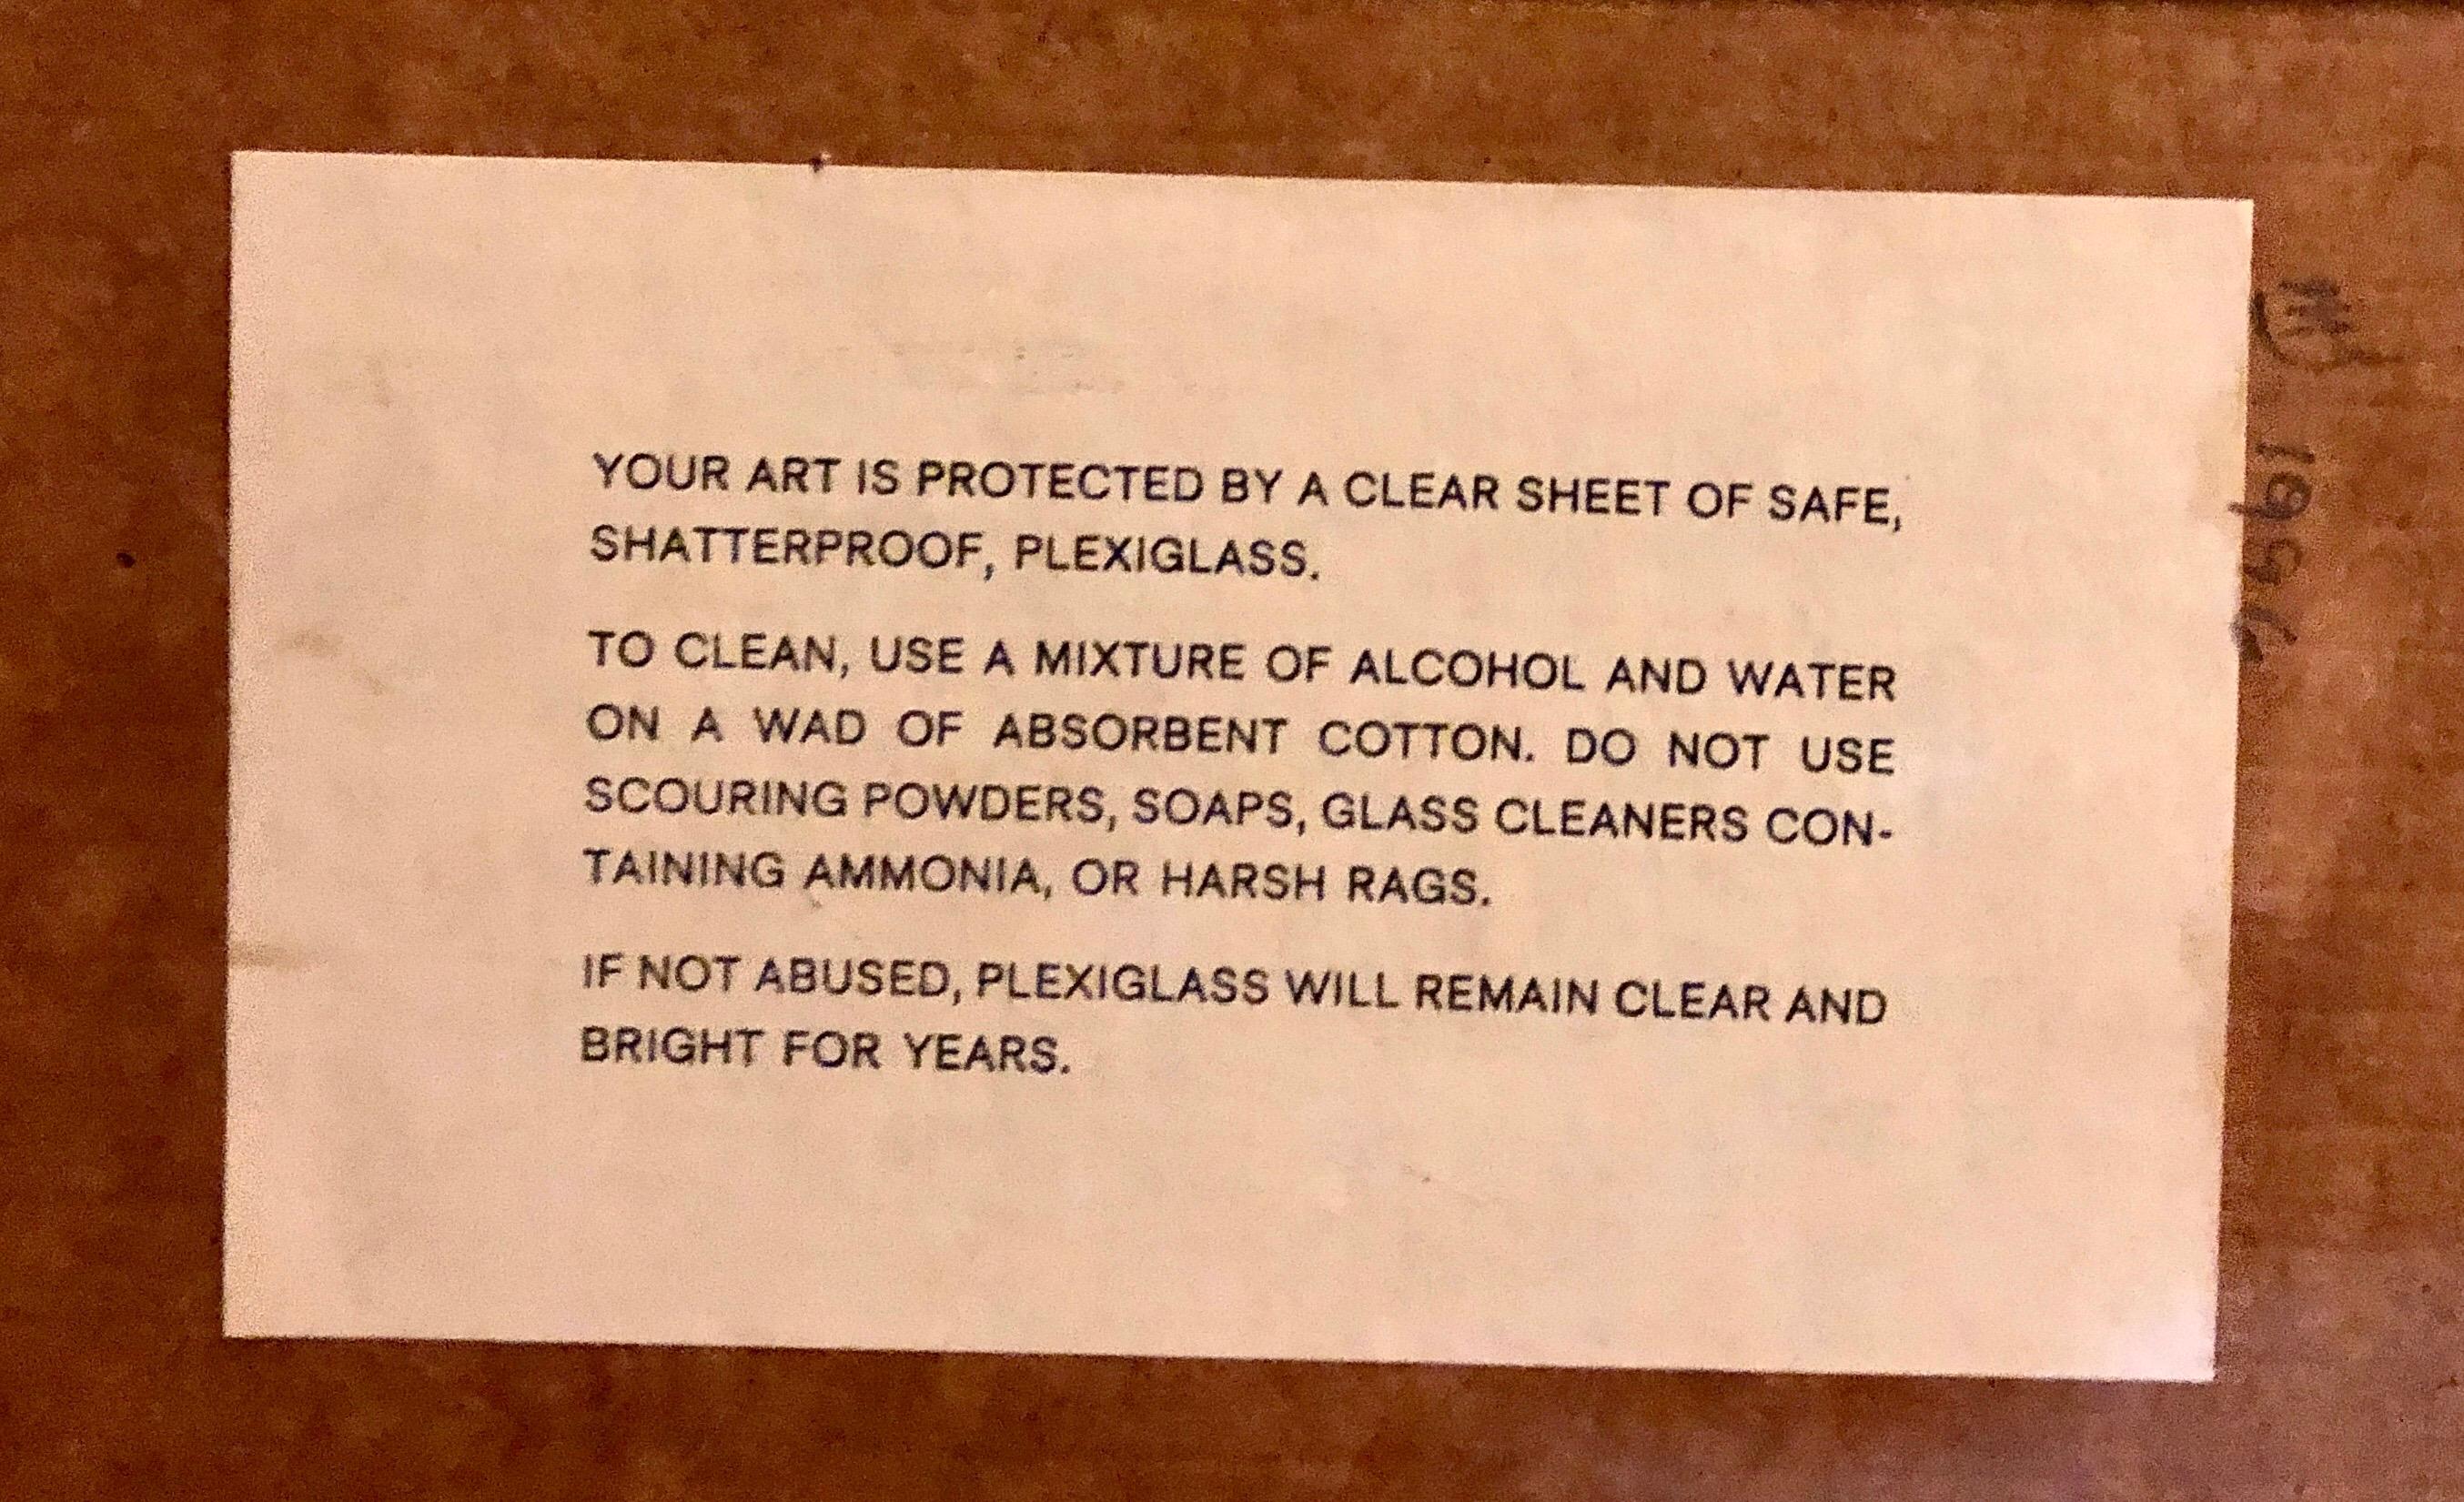 YOUR ART IS PROTECTED BY A CLEAR SHEET OF SAFE,
SHATTERPROOF, PLEXIGLASS.
TO CLEAN, USE A MIXTURE OF ALCOHOL AND WATER
ON A WAD OF ABSORBENT COTTON. DO NOT USE
SCOURING POWDERS, SOAPS, GLASS CLEANERS CON-
TAINING AMMONIA, OR HARSH RAGS.
IF NOT ABUSED, PLEXIGLASS WILL REMAIN CLEAR AND
BRIGHT FOR YEARS.